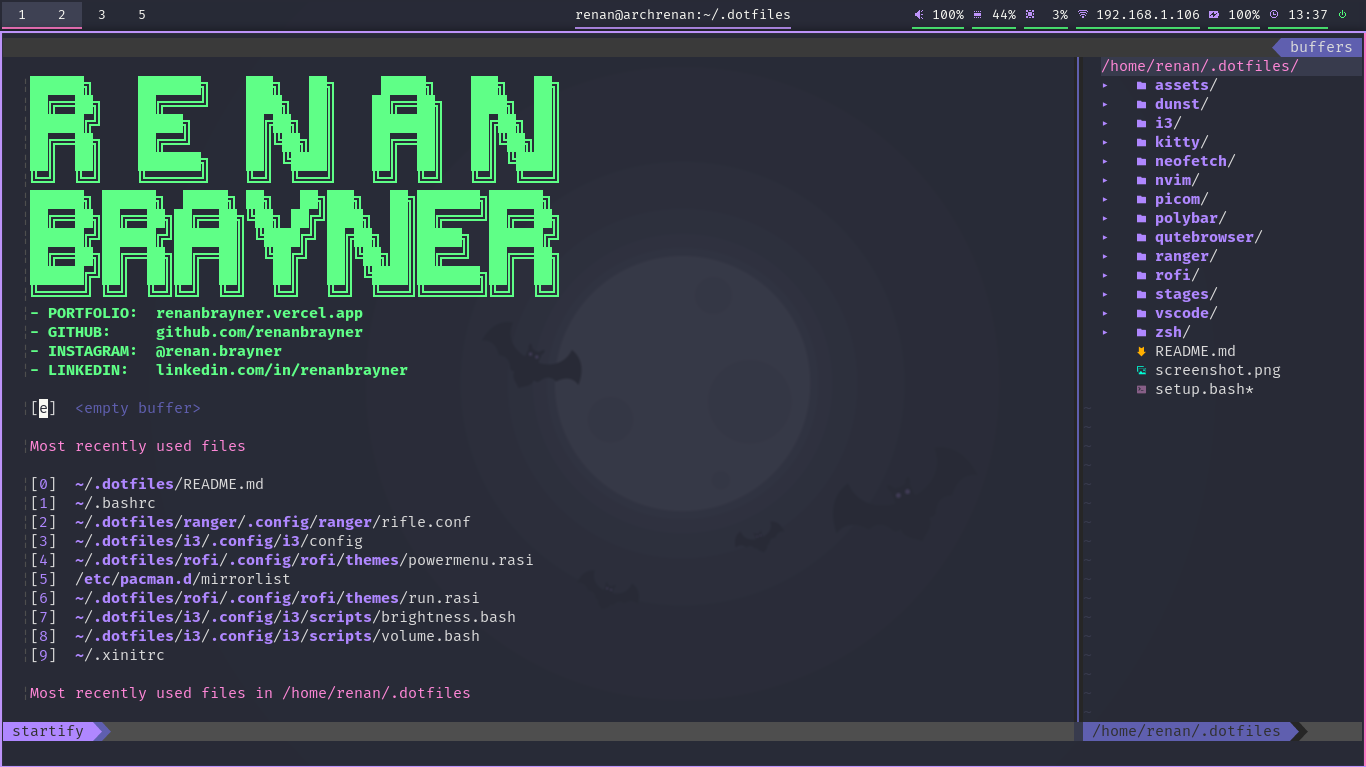 1 2 3 5 renan@archrenan:~/.dotfiles 100% 44% 3% 192.168.1.106 100% 13:37
buffers
RENAN
BRAYNER
- PORTFOLIO: renanbrayner.vercel.app
- GITHUB: github.com/renanbrayner
- INSTAGRAM: @renan.brayner
- LINKEDIN: linkedin.com/in/renanbrayner
[e] <empty buffer>
Most recently used files
[0] ~/.dotfiles/README.md
[1] ~/.bashrc
[2] ~/.dotfiles/ranger/.config/ranger/rifle.conf
[3] ~/.dotfiles/i3/.config/i3/config
[4] ~/.dotfiles/rofi/.config/rofi/themes/powermenu.rasi
[5] /etc/pacman.d/mirrorlist
[6] ~/.dotfiles/rofi/.config/rofi/themes/run.rasi
[7] ~/.dotfiles/i3/.config/i3/scripts/brightness.bash
[8] ~/.dotfiles/i3/.config/i3/scripts/volume.bash
[9] ~/.xinitrc
Most recently used files in /home/renan/.dotfiles
startify
/home/renan/.dotfiles/
▸ assets/
▸ dunst/
▸ i3/
▸ kitty/
▸ neofetch/
▸ nvim/
▸ picom/
▸ polybar/
▸ qutebrowser/
▸ ranger/
▸ rofi/
▸ stages/
▸ vscode/
▸ zsh/
README.md
screenshot.png
setup.bash*
/home/renan/.dotfiles